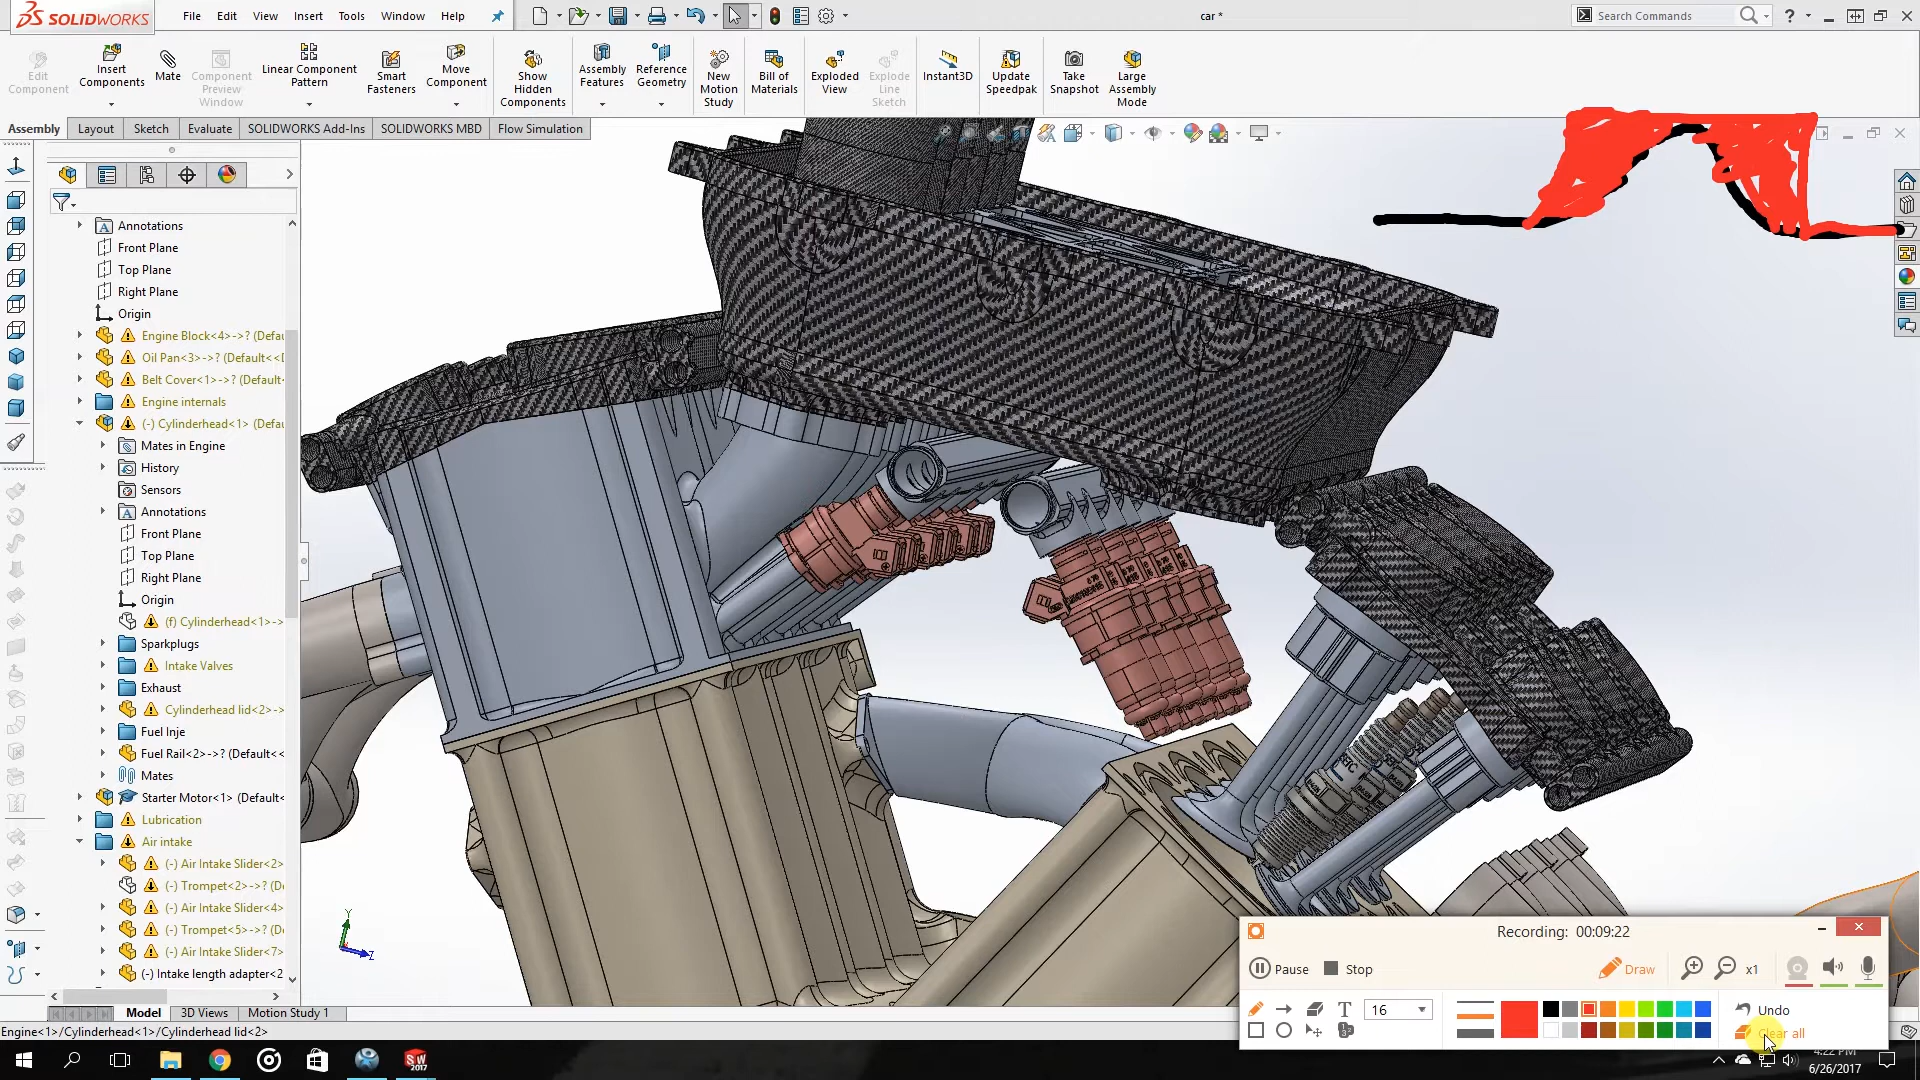 SOLIDWORKS
File Edit View Insert Tools Window Help
car *
Search Commands
Edit Component
Insert Components
Mate
Component Preview Window
Linear Component Pattern
Smart Fasteners
Move Component
Show Hidden Components
Assembly Features
Reference Geometry
New Motion Study
Bill of Materials
Exploded View
Explode Line Sketch
Instant3D
Update Speedpak
Take Snapshot
Large Assembly Mode
Assembly Layout Sketch Evaluate SOLIDWORKS Add-Ins SOLIDWORKS MBD Flow Simulation
Annotations
Front Plane
Top Plane
Right Plane
Origin
Engine Block<4>->? (Defau
Oil Pan<3>->? (Default<<
Belt Cover<1>->? (Default
Engine internals
(-) Cylinderhead<1> (Defau
Mates in Engine
History
Sensors
Annotations
Front Plane
Top Plane
Right Plane
Origin
(f) Cylinderhead<1>->
Sparkplugs
Intake Valves
Exhaust
Cylinderhead lid<2>->
Fuel Inje
Fuel Rail<2>->? (Default<<
Mates
Starter Motor<1> (Default<
Lubrication
Air intake
(-) Air Intake Slider<2>
(-) Trompet<2>->? (D
(-) Air Intake Slider<4>
(-) Trompet<5>->? (D
(-) Air Intake Slider<7>
(-) Intake length adapter<2
Y
Z
Recording: 00:09:22
Pause Stop Draw x1
T 16
Undo
Clear all
Model 3D Views Motion Study 1
Engine<1>/Cylinderhead<1>/Cylinderhead lid<2>
SW
2017
4:22 PM
6/26/2017